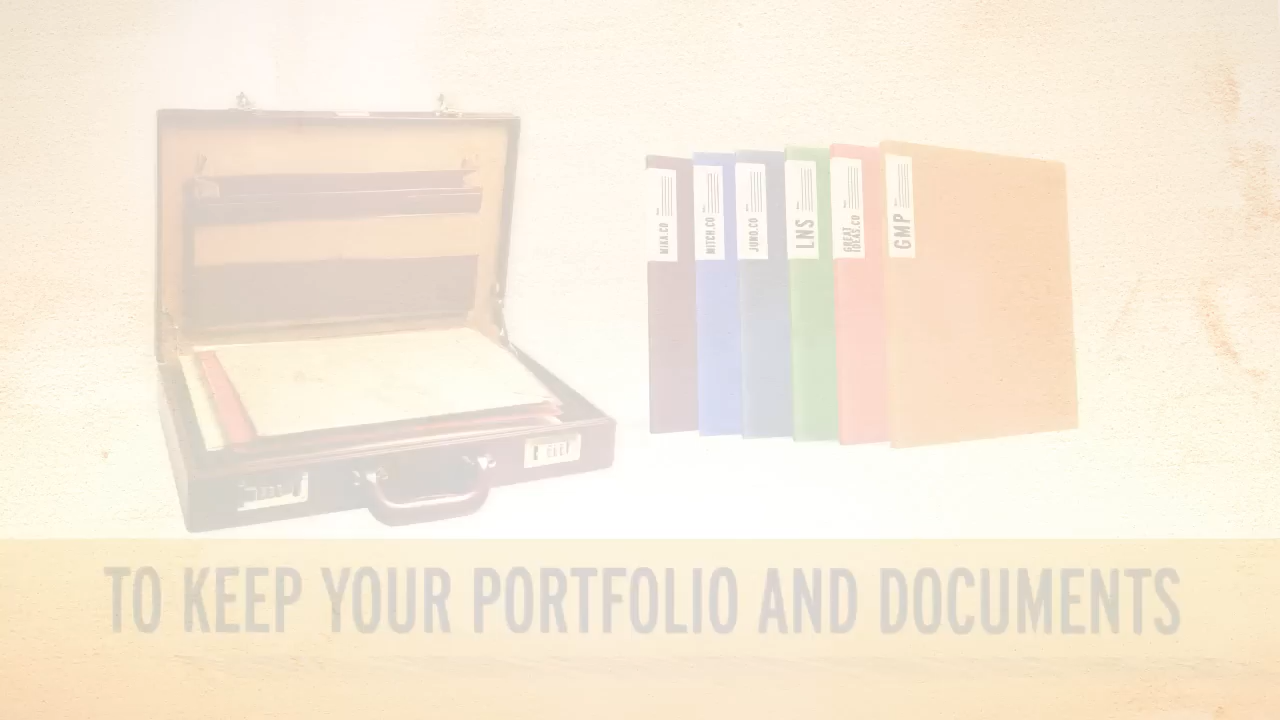 MIKA.CO
MITCH.CO
JUNO.CO
LNS
GREAT
IDEAS.CO
GMP
TO KEEP YOUR PORTFOLIO AND DOCUMENTS